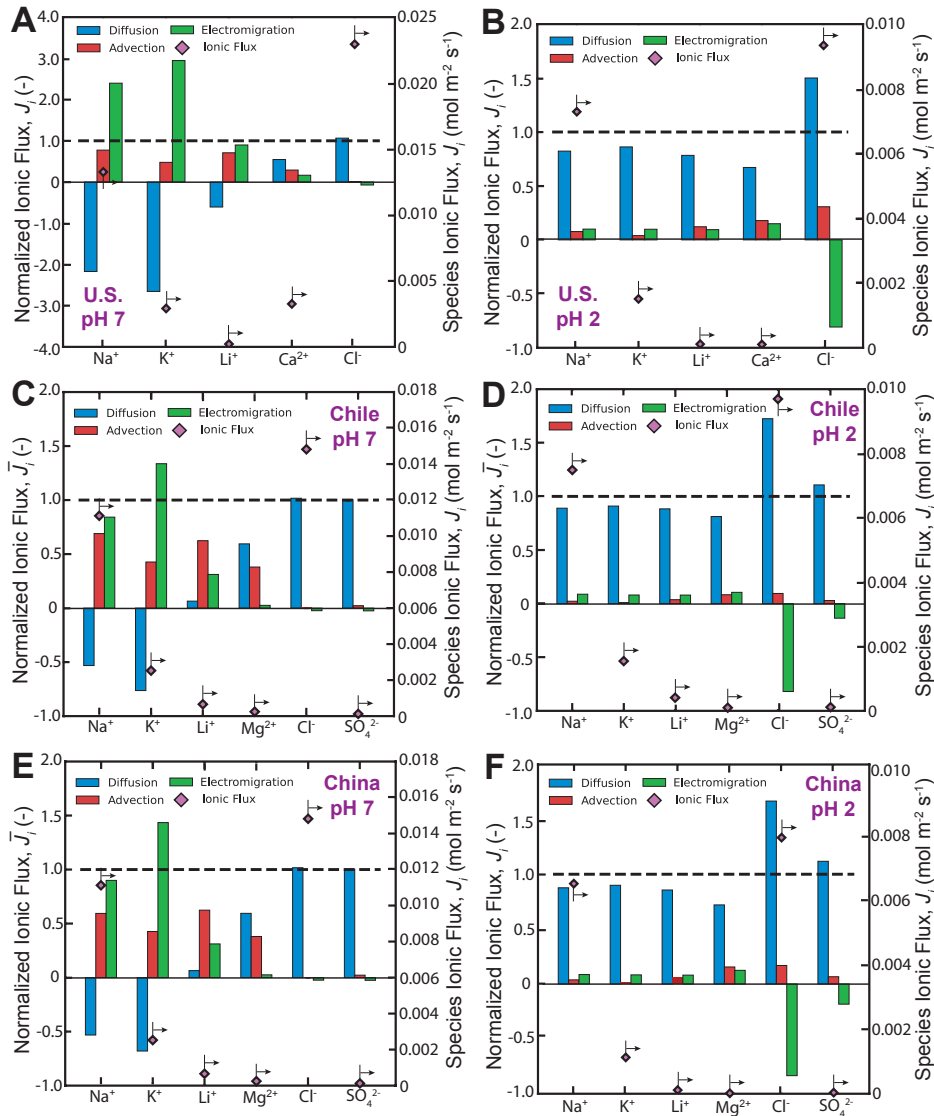 A
Diffusion
Electromigration
Advection
Ionic Flux
U.S.
pH 7
Normalized Ionic Flux, J_i (-)
4.0
3.0
2.0
1.0
0
-1.0
-2.0
-3.0
-4.0
Na⁺ K⁺ Li⁺ Ca²⁺ Cl⁻
0.025
0.020
0.015
0.010
0.005
0
Species Ionic Flux, J_i (mol m⁻² s⁻¹)
B
Diffusion
Electromigration
Advection
Ionic Flux
U.S.
pH 2
Normalized Ionic Flux, J_i (-)
2.0
1.5
1.0
0.5
0
-0.5
-1.0
Na⁺ K⁺ Li⁺ Ca²⁺ Cl⁻
0.010
0.008
0.006
0.004
0.002
0
Species Ionic Flux, J_i (mol m⁻² s⁻¹)
C
Diffusion
Electromigration
Advection
Ionic Flux
Chile
pH 7
Normalized Ionic Flux, J̅_i (-)
2.0
1.5
1.0
0.5
0
-0.5
-1.0
Na⁺ K⁺ Li⁺ Mg²⁺ Cl⁻ SO₄²⁻
0.018
0.016
0.014
0.012
0.010
0.008
0.006
0.004
0.002
0
Species Ionic Flux, J_i (mol m⁻² s⁻¹)
D
Diffusion
Electromigration
Advection
Ionic Flux
Chile
pH 2
Normalized Ionic Flux, J̅_i (-)
2.0
1.5
1.0
0.5
0
-0.5
-1.0
Na⁺ K⁺ Li⁺ Mg²⁺ Cl⁻ SO₄²⁻
0.010
0.008
0.006
0.004
0.002
0.000
Species Ionic Flux, J_i (mol m⁻² s⁻¹)
E
Diffusion
Electromigration
Advection
Ionic Flux
China
pH 7
Normalized Ionic Flux, J̅_i (-)
2.0
1.5
1.0
0.5
0
-0.5
-1.0
Na⁺ K⁺ Li⁺ Mg²⁺ Cl⁻ SO₄²⁻
0.018
0.016
0.014
0.012
0.010
0.008
0.006
0.004
0.002
0
Species Ionic Flux, J_i (mol m⁻² s⁻¹)
F
Diffusion
Electromigration
Advection
Ionic Flux
China
pH 2
Normalized Ionic Flux, J_i (-)
2.0
1.5
1.0
0.5
0
-0.5
-1.0
Na⁺ K⁺ Li⁺ Mg²⁺ Cl⁻ SO₄²⁻
0.010
0.008
0.006
0.004
0.002
0.000
Species Ionic Flux, J_i (mol m⁻² s⁻¹)